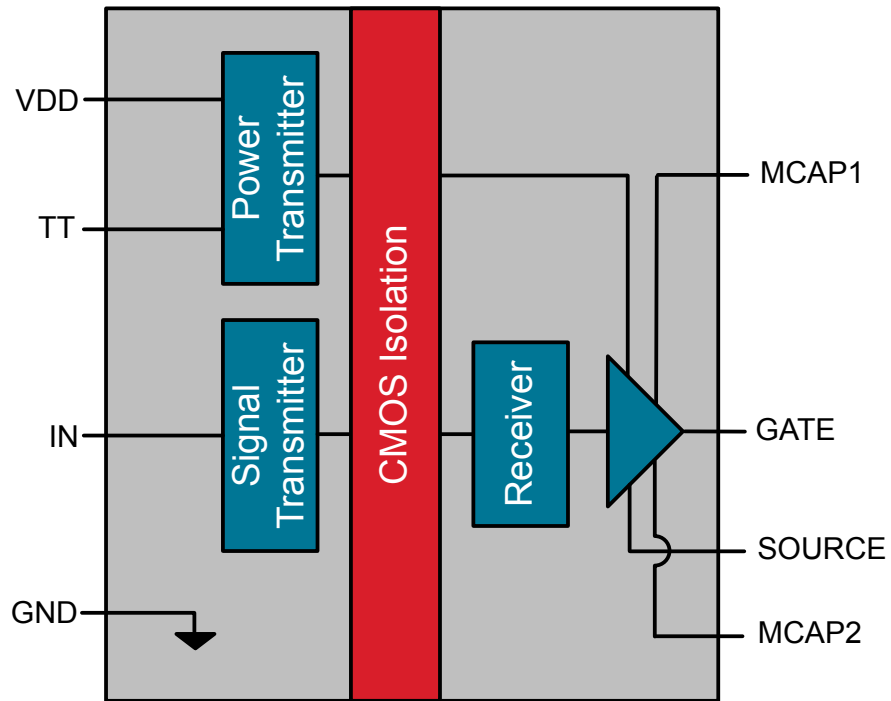 VDD
TT
IN
GND
Power
Transmitter
Signal
Transmitter
CMOS Isolation
Receiver
MCAP1
GATE
SOURCE
MCAP2